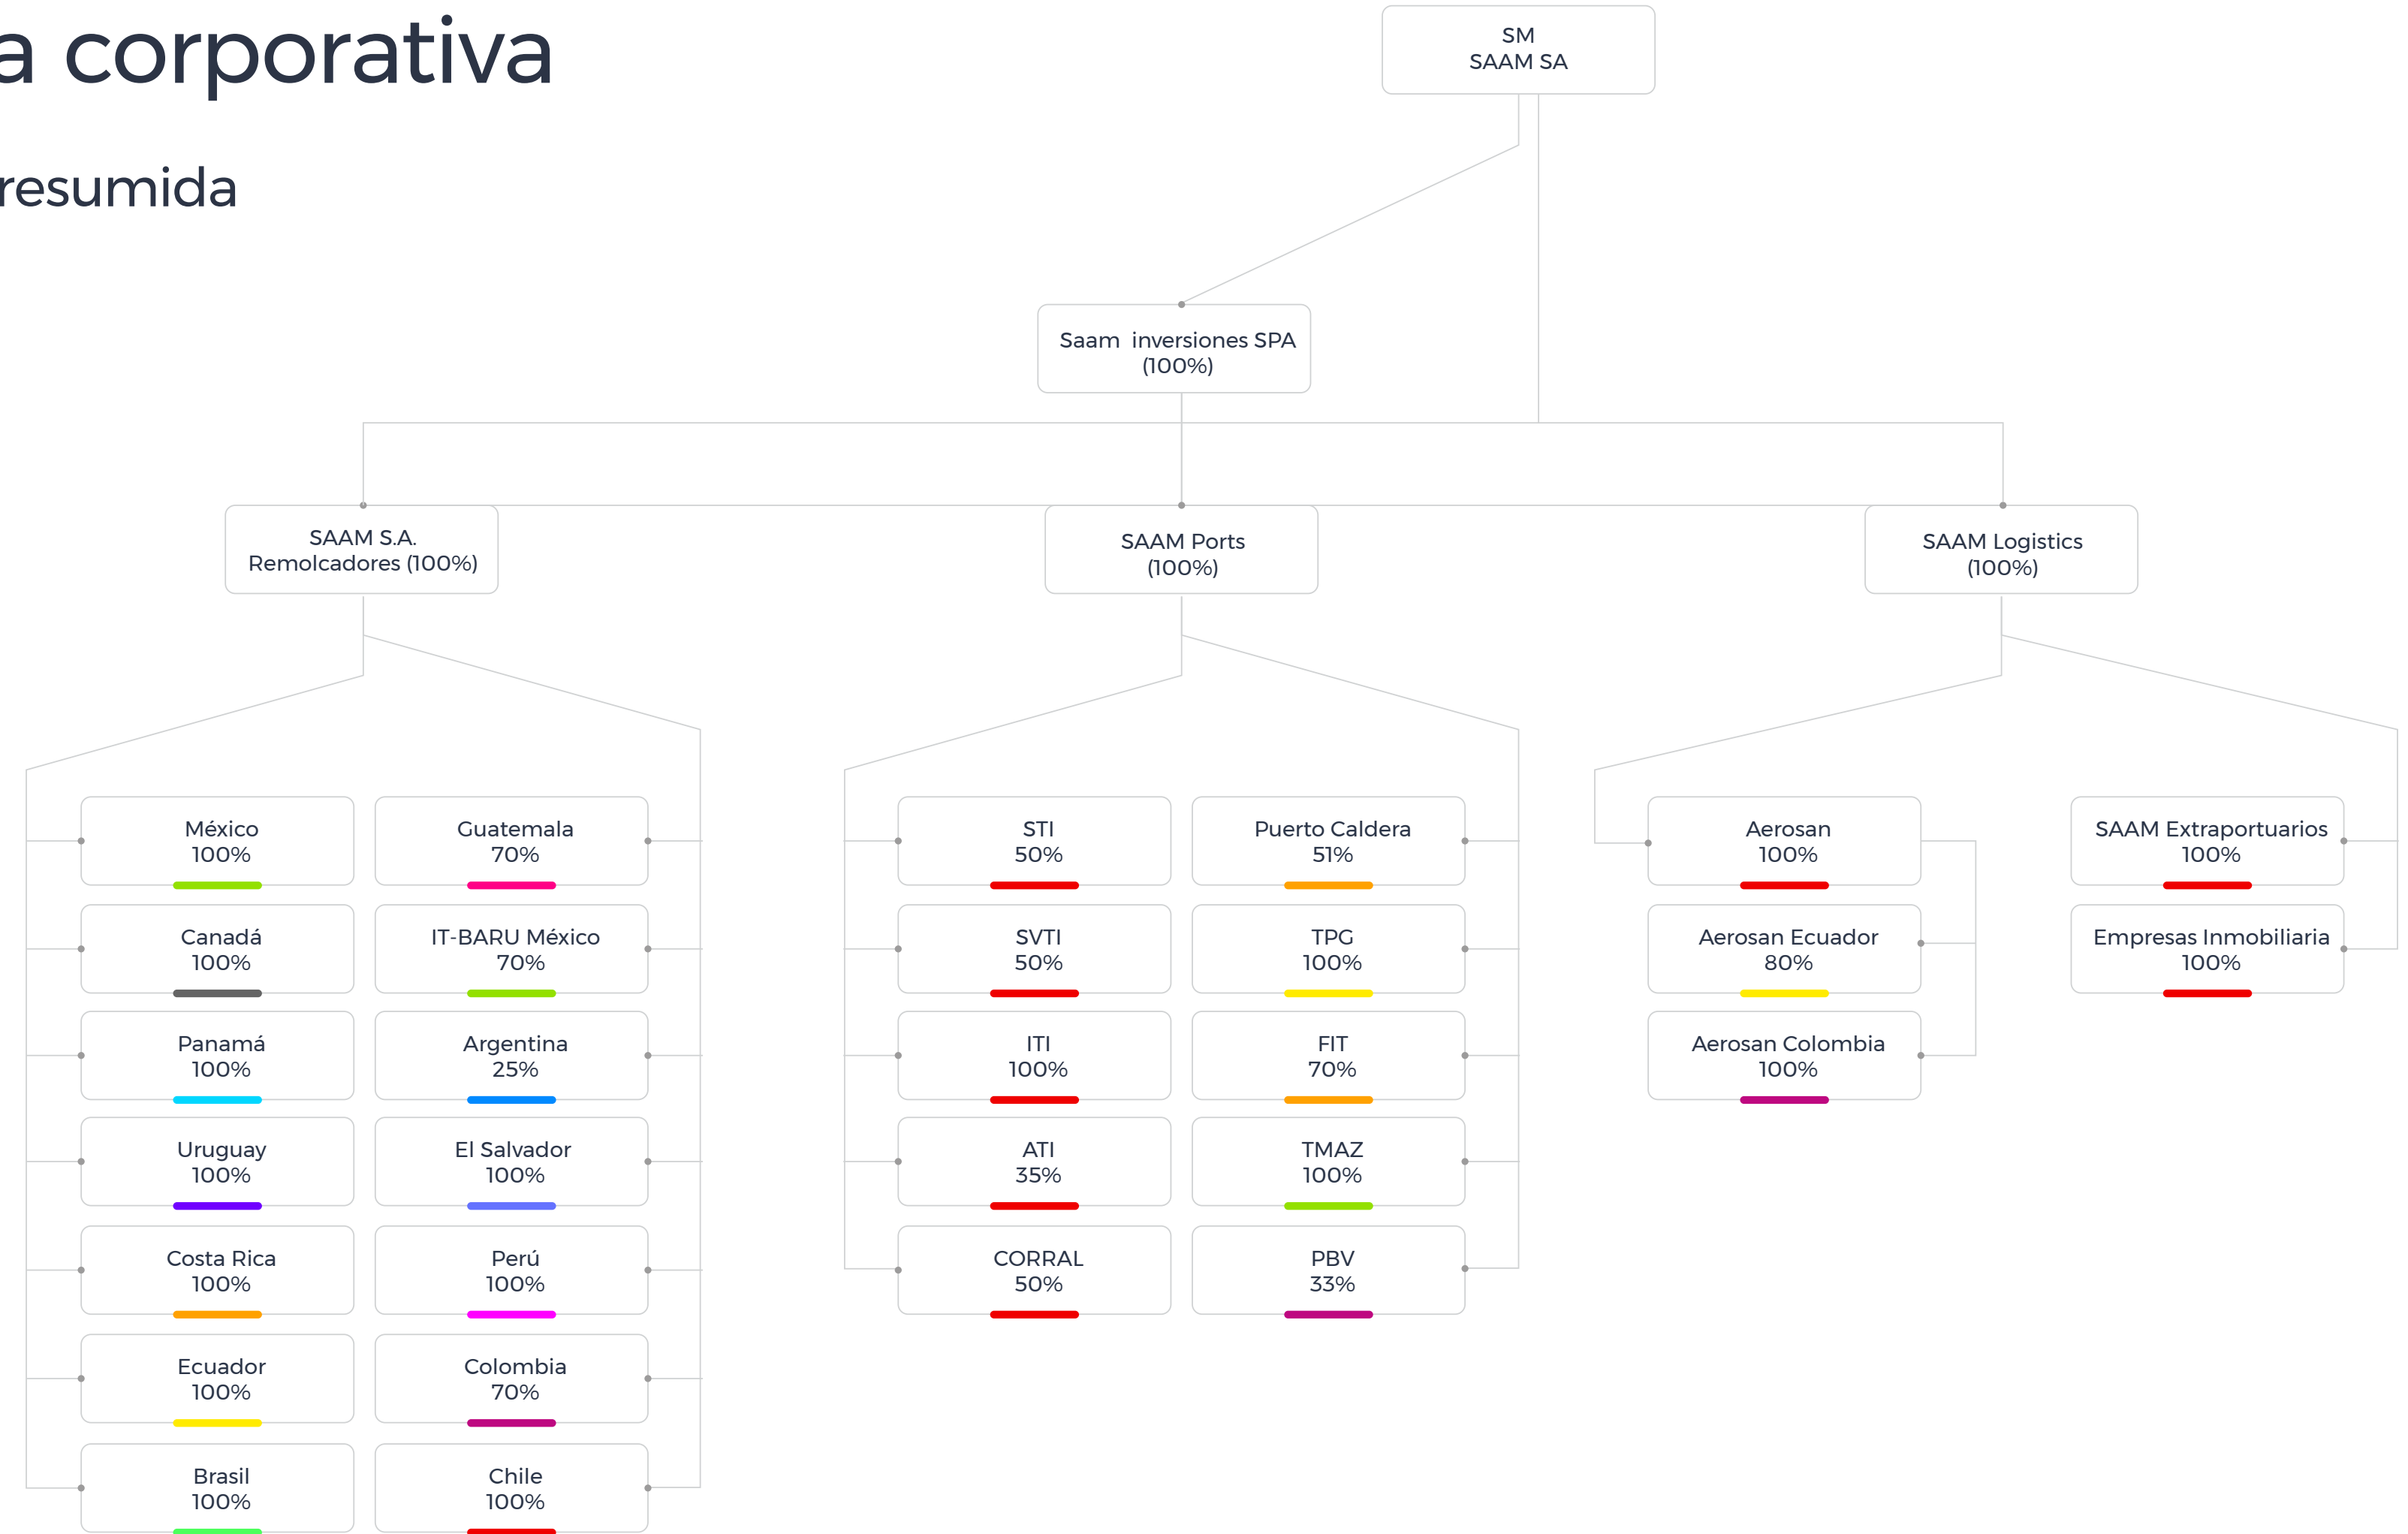 a corporativa
resumida
SM
SAAM SA
Saam inversiones SPA
(100%)
SAAM S.A.
Remolcadores (100%)
SAAM Ports
(100%)
SAAM Logistics
(100%)
México
100%
Guatemala
70%
Canadá
100%
IT-BARU México
70%
Panamá
100%
Argentina
25%
Uruguay
100%
El Salvador
100%
Costa Rica
100%
Perú
100%
Ecuador
100%
Colombia
70%
Brasil
100%
Chile
100%
STI
50%
Puerto Caldera
51%
SVTI
50%
TPG
100%
ITI
100%
FIT
70%
ATI
35%
TMAZ
100%
CORRAL
50%
PBV
33%
Aerosan
100%
Aerosan Ecuador
80%
Aerosan Colombia
100%
SAAM Extraportuarios
100%
Empresas Inmobiliaria
100%